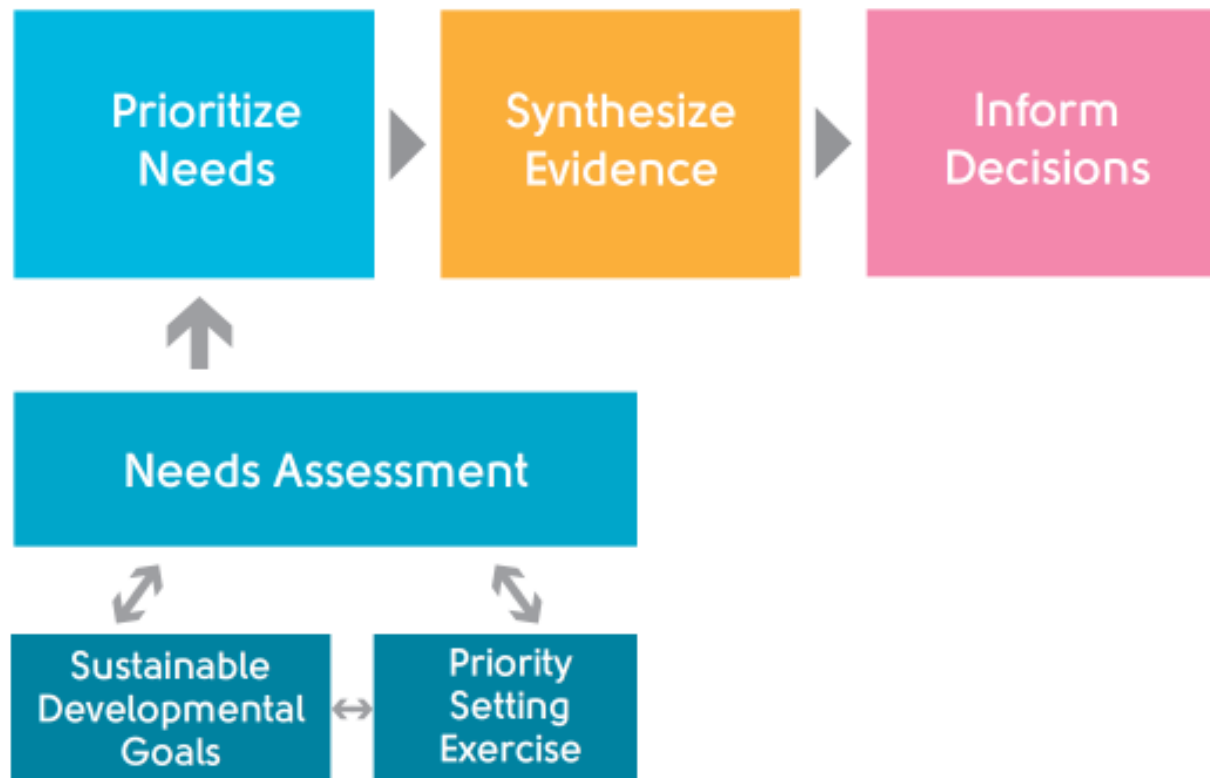 Prioritize
Needs
Synthesize
Evidence
Inform
Decisions
Needs Assessment
Sustainable
Developmental
Goals
Priority
Setting
Exercise